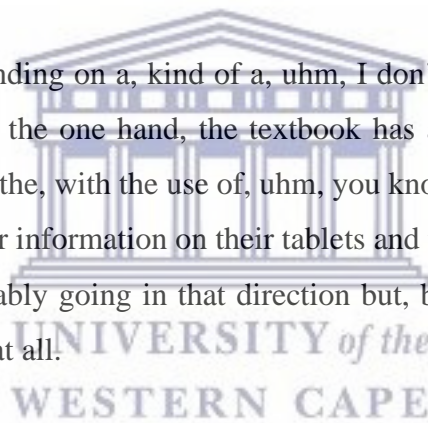 nding on a, kind of a, uhm, I don'
the one hand, the textbook has
the, with the use of, uhm, you kno
r information on their tablets and
ably going in that direction but, b
at all.
UNIVERSITY of the
WESTERN CAPE